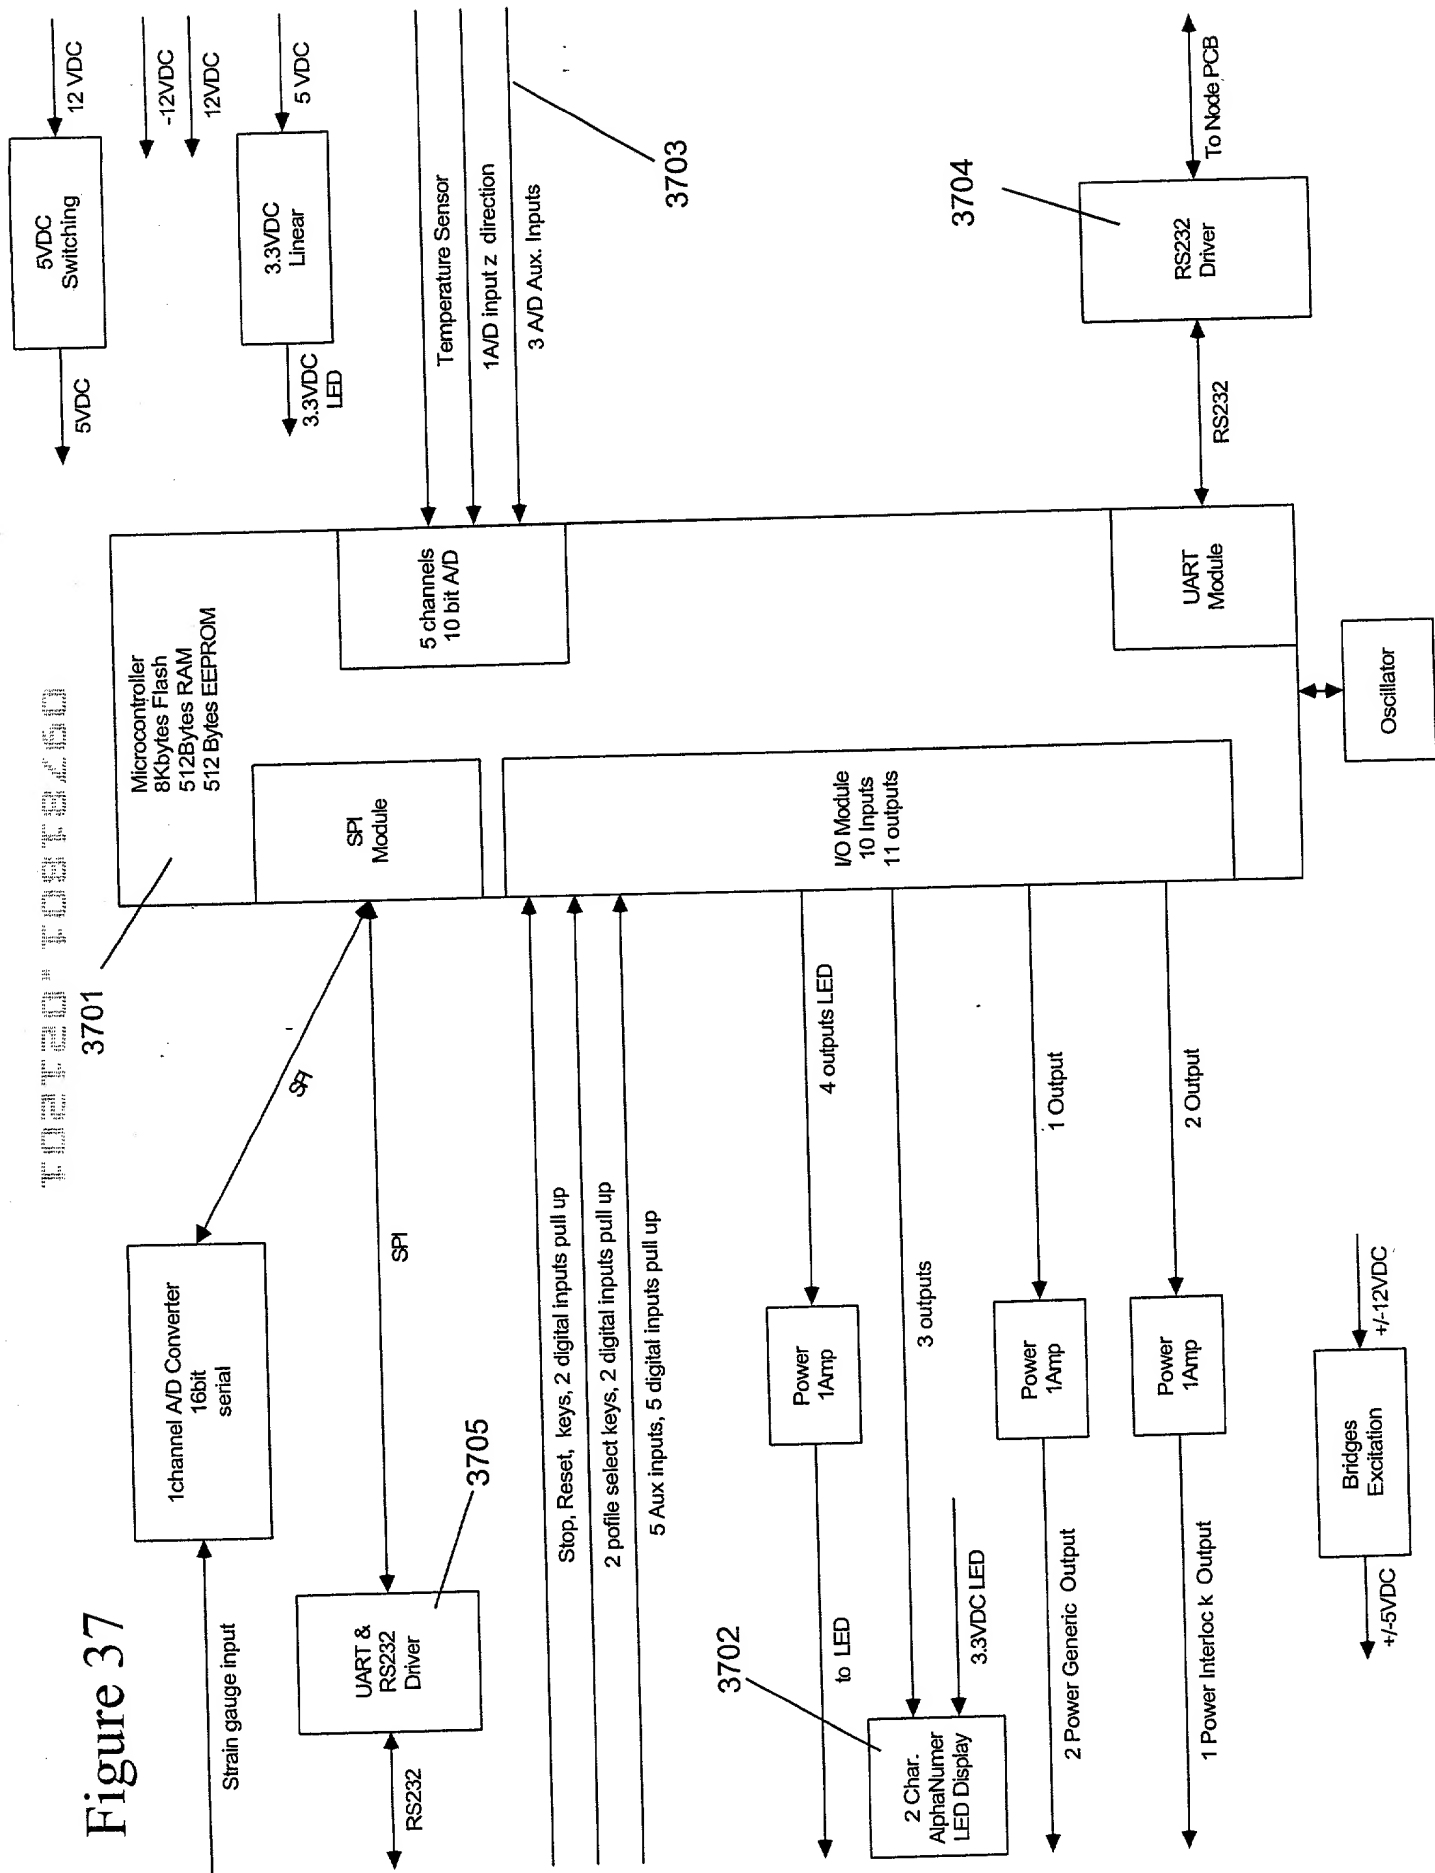 Figure 37
Strain gauge input
1channel A/D Converter
16bit
serial
SPI
3701
Microcontroller
8Kbytes Flash
512Bytes RAM
512 Bytes EEPROM
5VDC
5VDC
Switching
12 VDC
-12VDC
12VDC
3.3VDC
LED
3.3VDC
Linear
5 VDC
RS232
UART &
RS232
Driver
3705
SPI
SPI
Module
5 channels
10 bit A/D
Temperature Sensor
1A/D input z direction
3 A/D Aux. Inputs
3703
Stop, Reset, keys, 2 digital inputs pull up
2 pofile select keys, 2 digital inputs pull up
5 Aux inputs, 5 digital inputs pull up
I/O Module
10 Inputs
11 outputs
to LED
Power
1Amp
4 outputs LED
3702
2 Char.
AlphaNumer
LED Display
3.3VDC LED
3 outputs
2 Power Generic Output
Power
1Amp
1 Output
1 Power Interloc k Output
Power
1Amp
2 Output
UART
Module
RS232
RS232
Driver
3704
To Node PCB
+/-5VDC
Bridges
Excitation
+/-12VDC
Oscillator